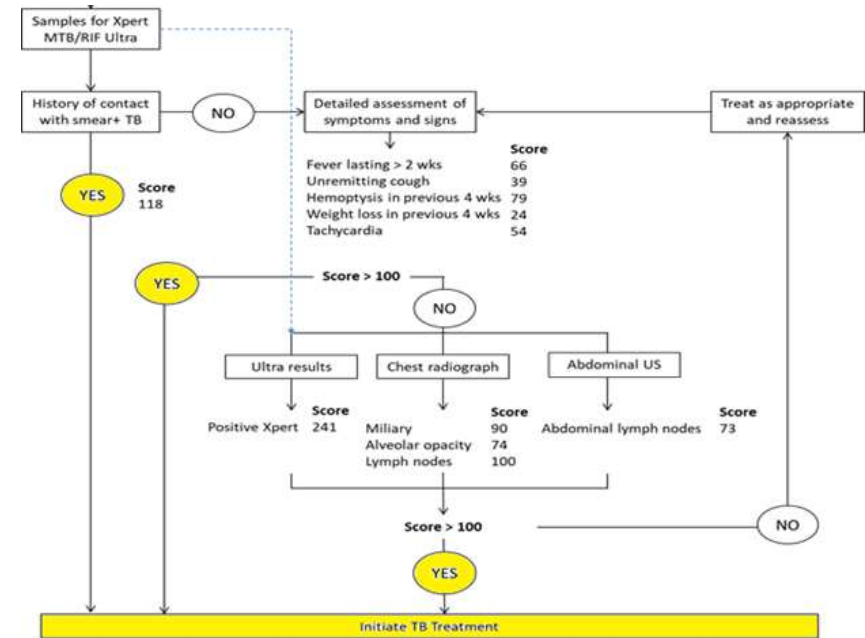 Samples for Xpert
MTB/RIF Ultra
History of contact
with smear+ TB
NO
Detailed assessment of
symptoms and signs
Treat as appropriate
and reassess
YES
Score
118
Score
Fever lasting > 2 wks 66
Unremitting cough 39
Hemoptysis in previous 4 wks 79
Weight loss in previous 4 wks 24
Tachycardia 54
YES
Score > 100
NO
Ultra results
Chest radiograph
Abdominal US
Score
Positive Xpert 241
Score
Miliary 90
Alveolar opacity 74
Lymph nodes 100
Score
Abdominal lymph nodes 73
Score > 100
NO
YES
Initiate TB Treatment